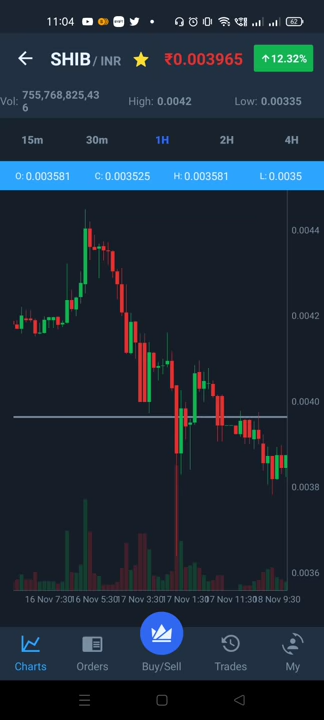 11:04 62
SHIB / INR ₹0.003965 ↑12.32%
Vol: 755,768,825,43
6 High: 0.0042 Low: 0.00335
15m 30m 1H 2H 4H
O: 0.003581 C: 0.003525 H: 0.003581 L: 0.0035
0.0044
0.0042
0.0040
0.0038
0.0036
16 Nov 7:30 16 Nov 5:30 17 Nov 3:30 17 Nov 1:30 17 Nov 11:30 18 Nov 9:30
Charts Orders Buy/Sell Trades My